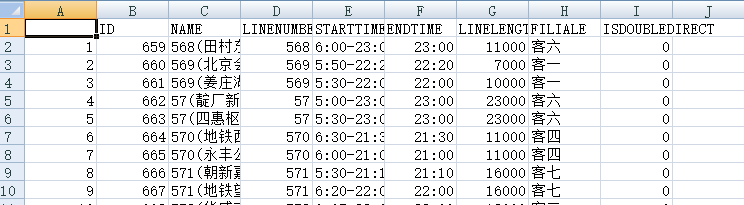 A B C D E F G H I J
1 ID NAME LINENUMBE STARTTIME ENDTIME LINELENGT FILIALE ISDOUBLEDIRECT
2 1 659 568(田村东 568 6:00-23:0 23:00 11000 客六 0
3 2 660 569(北京会 569 5:50-22:2 22:20 7000 客一 0
4 3 661 569(姜庄湖 569 5:30-22:0 22:00 10000 客一 0
5 4 662 57(靛厂新 57 5:00-23:0 23:00 23000 客六 0
6 5 663 57(四惠枢 57 5:30-23:0 23:00 23000 客六 0
7 6 664 570(地铁西 570 6:30-21:3 21:30 11000 客四 0
8 7 665 570(永丰公 570 6:00-21:0 21:00 11000 客四 0
9 8 666 571(朝新嘉 571 5:30-21:1 21:10 16000 客七 0
10 9 667 571(地铁望 571 6:20-22:0 22:00 16000 客七 0